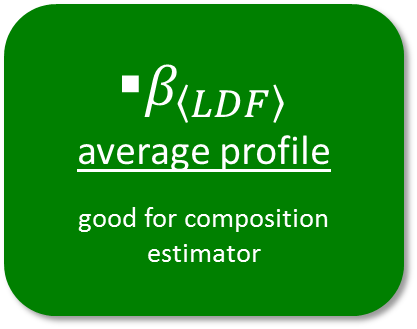 ▪β⟨LDF⟩
average profile
good for composition
estimator